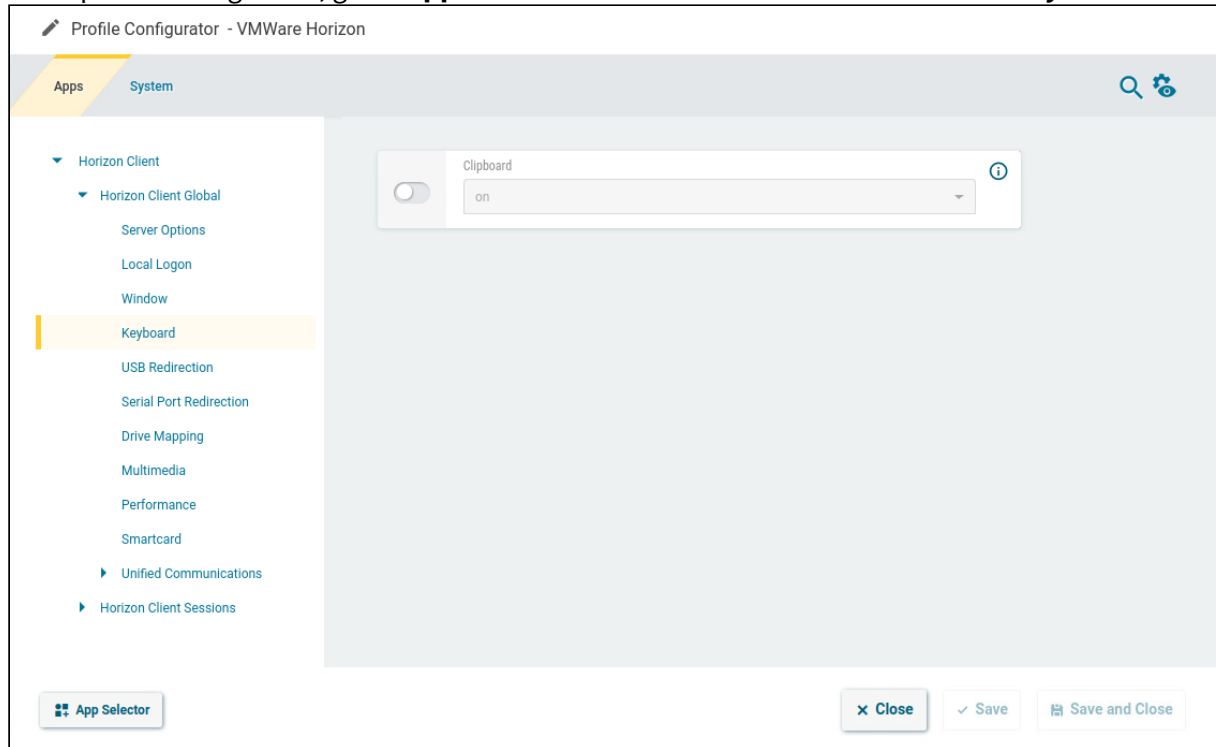 Profile Configurator - VMWare Horizon
Apps
System
Horizon Client
Horizon Client Global
Server Options
Local Logon
Window
Keyboard
USB Redirection
Serial Port Redirection
Drive Mapping
Multimedia
Performance
Smartcard
Unified Communications
Horizon Client Sessions
Clipboard
on
App Selector
Close
Save
Save and Close